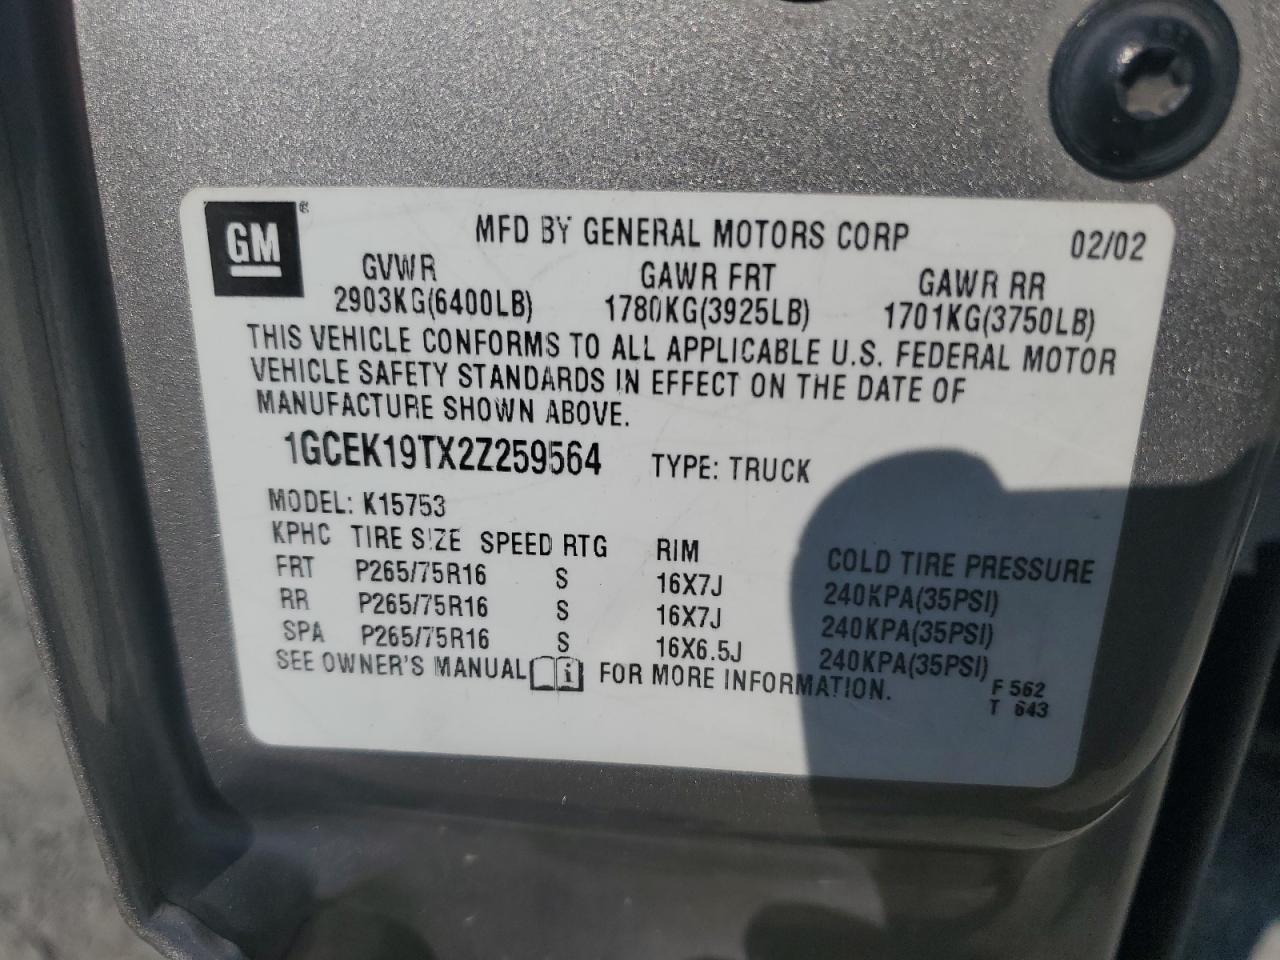 GM ®
MFD BY GENERAL MOTORS CORP 02/02
GVWR GAWR FRT GAWR RR
2903KG(6400LB) 1780KG(3925LB) 1701KG(3750LB)
THIS VEHICLE CONFORMS TO ALL APPLICABLE U.S. FEDERAL MOTOR
VEHICLE SAFETY STANDARDS IN EFFECT ON THE DATE OF
MANUFACTURE SHOWN ABOVE.
1GCEK19TX2Z259564 TYPE: TRUCK
MODEL: K15753
KPHC TIRE SIZE SPEED RTG RIM COLD TIRE PRESSURE
FRT P265/75R16 S 16X7J 240KPA(35PSI)
RR P265/75R16 S 16X7J 240KPA(35PSI)
SPA P265/75R16 S 16X6.5J 240KPA(35PSI)
SEE OWNER'S MANUAL i FOR MORE INFORMATION.
F 562
T 643